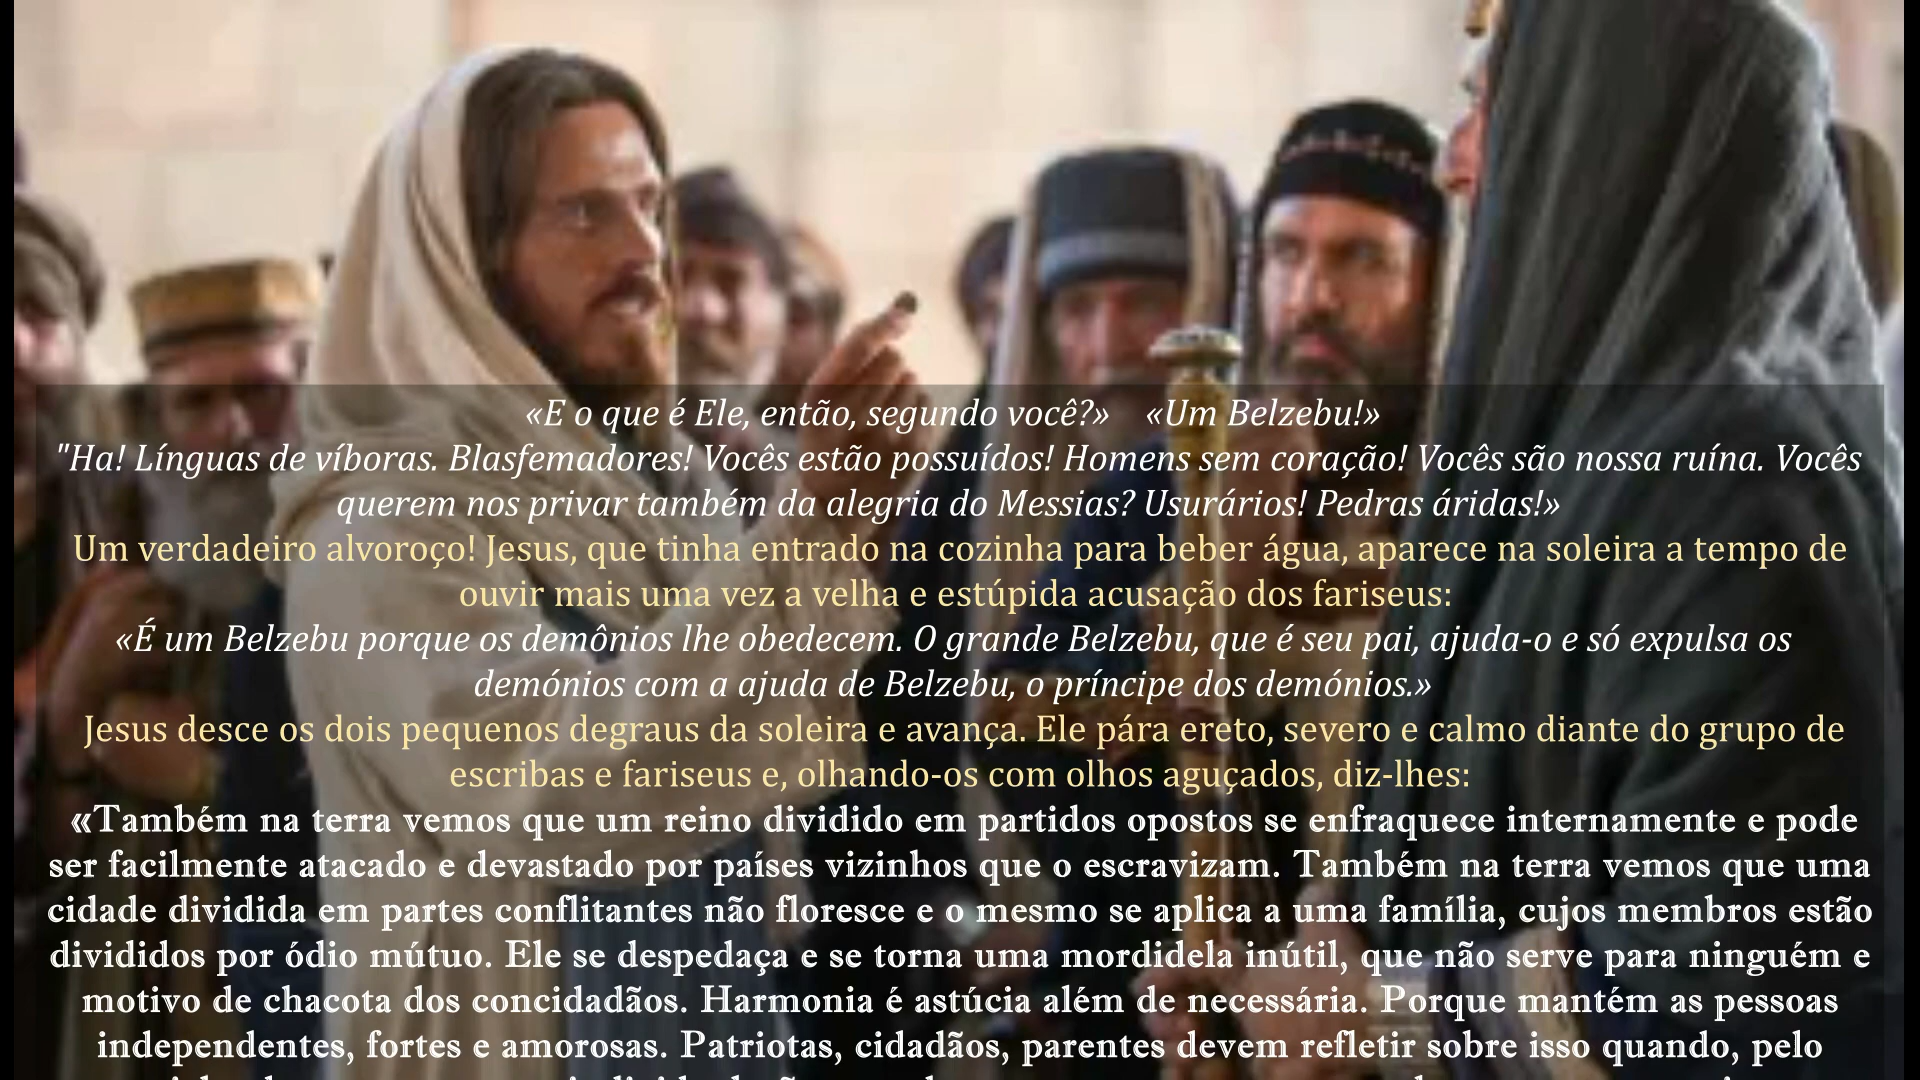 «E o que é Ele, então, segundo você?» «Um Belzebu!»
"Ha! Línguas de víboras. Blasfemadores! Vocês estão possuídos! Homens sem coração! Vocês são nossa ruína. Vocês
querem nos privar também da alegria do Messias? Usurários! Pedras áridas!»
Um verdadeiro alvoroço! Jesus, que tinha entrado na cozinha para beber água, aparece na soleira a tempo de
ouvir mais uma vez a velha e estúpida acusação dos fariseus:
«É um Belzebu porque os demônios lhe obedecem. O grande Belzebu, que é seu pai, ajuda-o e só expulsa os
demónios com a ajuda de Belzebu, o príncipe dos demónios.»
Jesus desce os dois pequenos degraus da soleira e avança. Ele pára ereto, severo e calmo diante do grupo de
escribas e fariseus e, olhando-os com olhos aguçados, diz-lhes:
«Também na terra vemos que um reino dividido em partidos opostos se enfraquece internamente e pode
ser facilmente atacado e devastado por países vizinhos que o escravizam. Também na terra vemos que uma
cidade dividida em partes conflitantes não floresce e o mesmo se aplica a uma família, cujos membros estão
divididos por ódio mútuo. Ele se despedaça e se torna uma mordidela inútil, que não serve para ninguém e
motivo de chacota dos concidadãos. Harmonia é astúcia além de necessária. Porque mantém as pessoas
independentes, fortes e amorosas. Patriotas, cidadãos, parentes devem refletir sobre isso quando, pelo